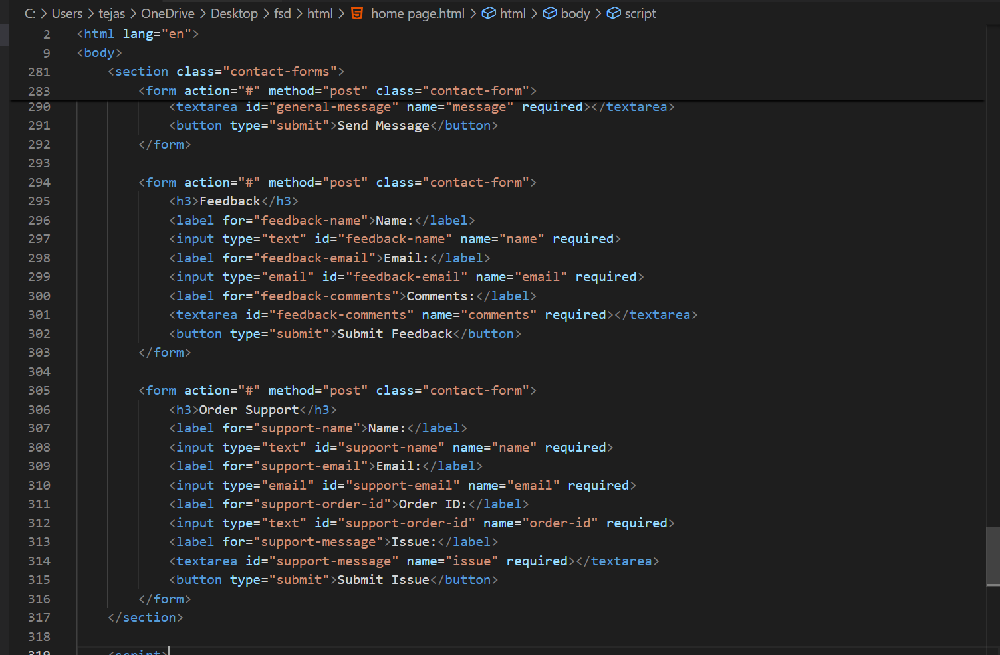 C: > Users > tejas > OneDrive > Desktop > fsd > html > home page.html > html > body > script
2 <html lang="en">
9 <body>
281 <section class="contact-forms">
283 <form action="#" method="post" class="contact-form">
290 <textarea id="general-message" name="message" required></textarea>
291 <button type="submit">Send Message</button>
292 </form>
293
294 <form action="#" method="post" class="contact-form">
295 <h3>Feedback</h3>
296 <label for="feedback-name">Name:</label>
297 <input type="text" id="feedback-name" name="name" required>
298 <label for="feedback-email">Email:</label>
299 <input type="email" id="feedback-email" name="email" required>
300 <label for="feedback-comments">Comments:</label>
301 <textarea id="feedback-comments" name="comments" required></textarea>
302 <button type="submit">Submit Feedback</button>
303 </form>
304
305 <form action="#" method="post" class="contact-form">
306 <h3>Order Support</h3>
307 <label for="support-name">Name:</label>
308 <input type="text" id="support-name" name="name" required>
309 <label for="support-email">Email:</label>
310 <input type="email" id="support-email" name="email" required>
311 <label for="support-order-id">Order ID:</label>
312 <input type="text" id="support-order-id" name="order-id" required>
313 <label for="support-message">Issue:</label>
314 <textarea id="support-message" name="issue" required></textarea>
315 <button type="submit">Submit Issue</button>
316 </form>
317 </section>
318
319 <script>